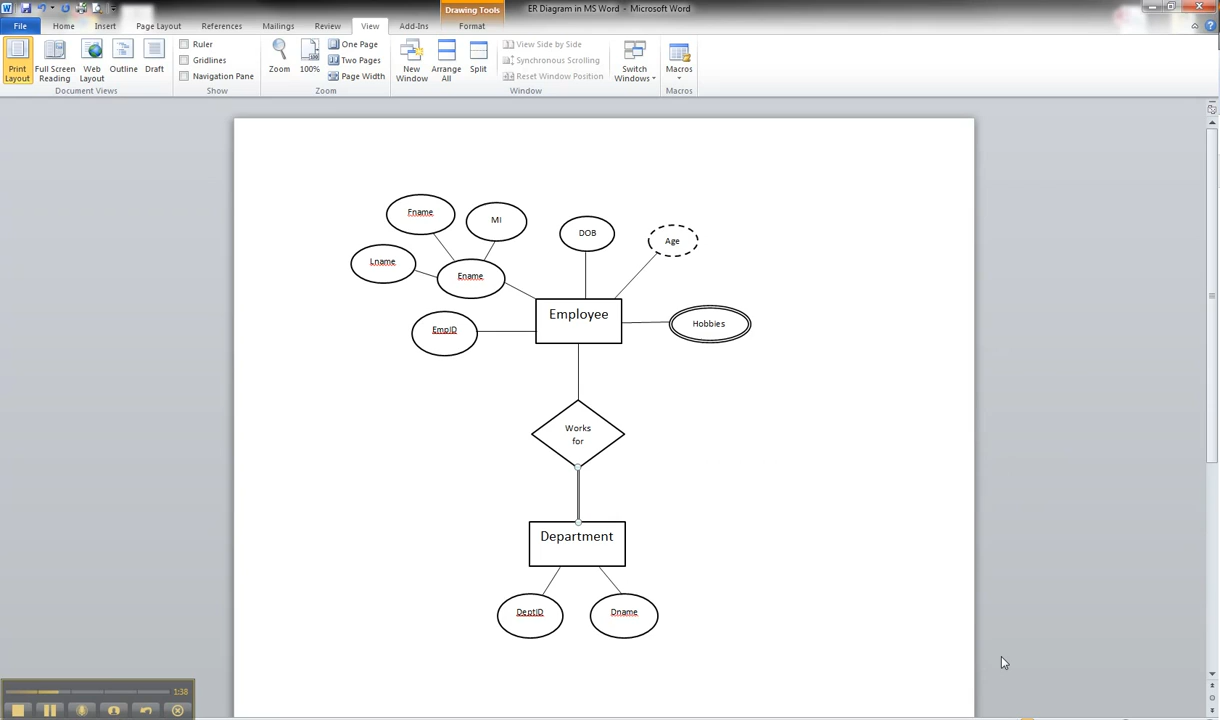 ER Diagram in MS Word - Microsoft Word
Drawing Tools
File Home Insert Page Layout References Mailings Review View Add-Ins Format
Print Layout
Full Screen Reading
Web Layout
Outline
Draft
Document Views
Ruler
Gridlines
Navigation Pane
Show
Zoom
100%
One Page
Two Pages
Page Width
Zoom
New Window
Arrange All
Split
View Side by Side
Synchronous Scrolling
Reset Window Position
Window
Switch Windows
Macros
Macros
Fname
MI
DOB
Age
Lname
Ename
Employee
EmpID
Hobbies
Works
for
Department
DeptID
Dname
1:38